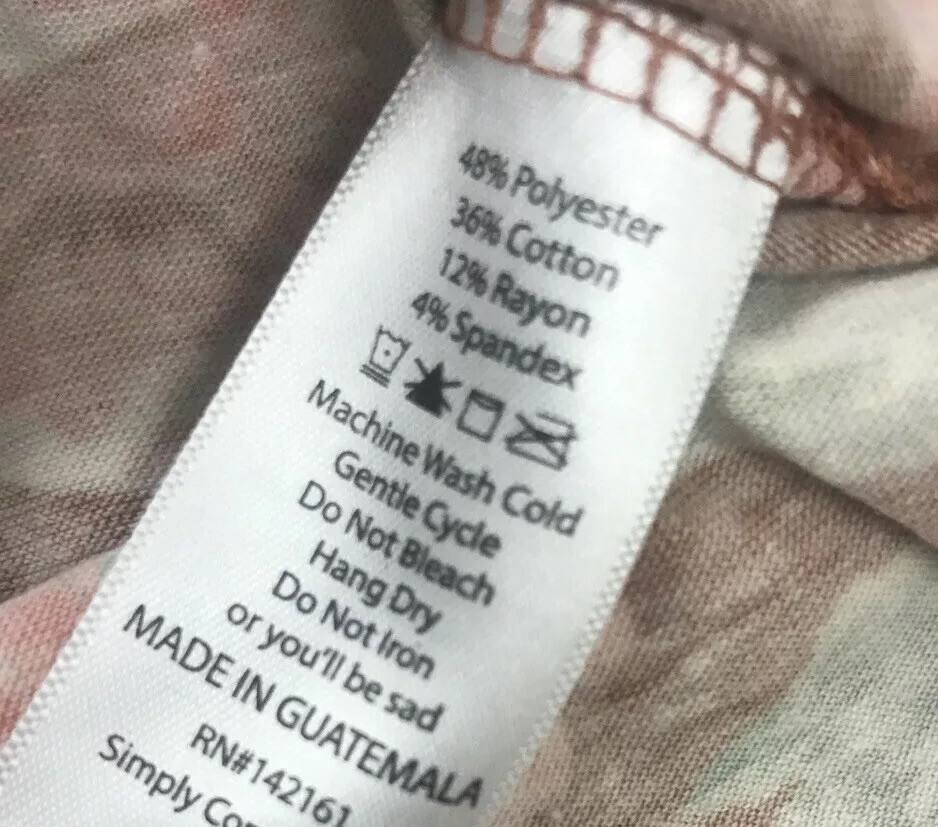 48% Polyester
36% Cotton
12% Rayon
4% Spandex
Machine Wash Cold
Gentle Cycle
Do Not Bleach
Hang Dry
Do Not Iron
or you'll be sad
MADE IN GUATEMALA
RN#142161
Simply